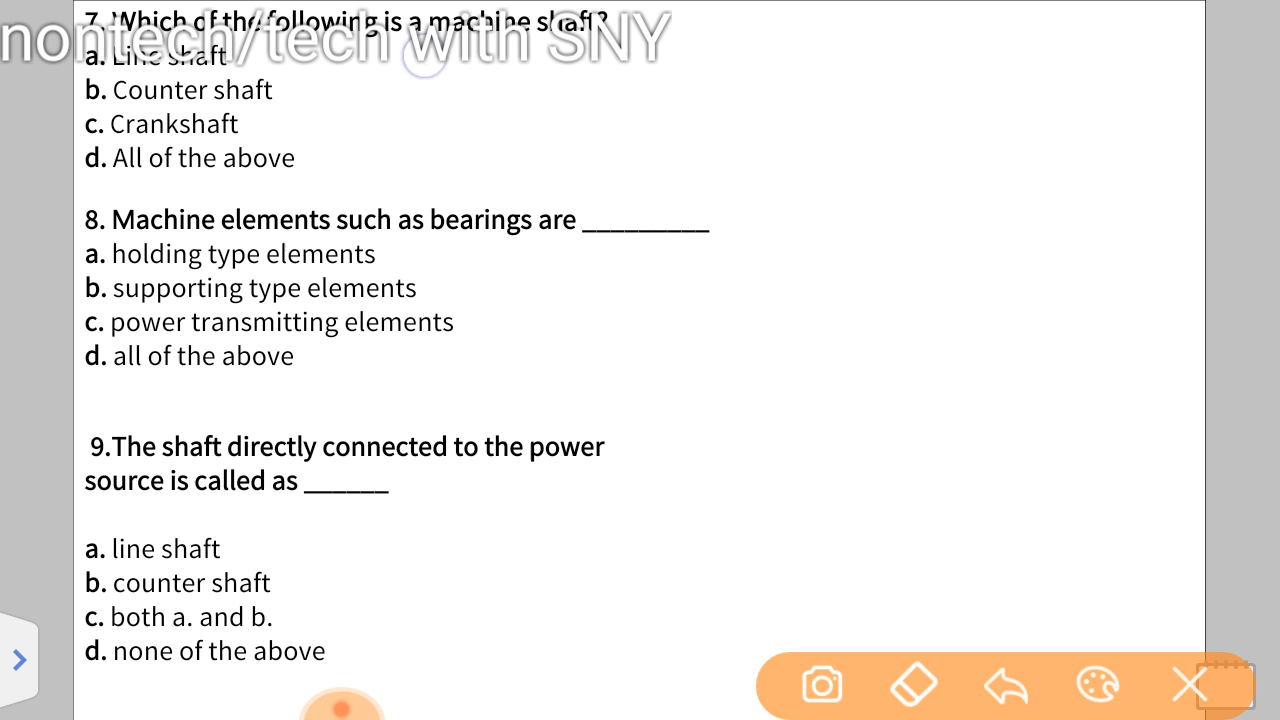 7. Which of the following is a machine shaft?
nontech/tech with SNY
a. Line shaft
b. Counter shaft
c. Crankshaft
d. All of the above
8. Machine elements such as bearings are _________
a. holding type elements
b. supporting type elements
c. power transmitting elements
d. all of the above
9.The shaft directly connected to the power
source is called as ______
a. line shaft
b. counter shaft
c. both a. and b.
d. none of the above